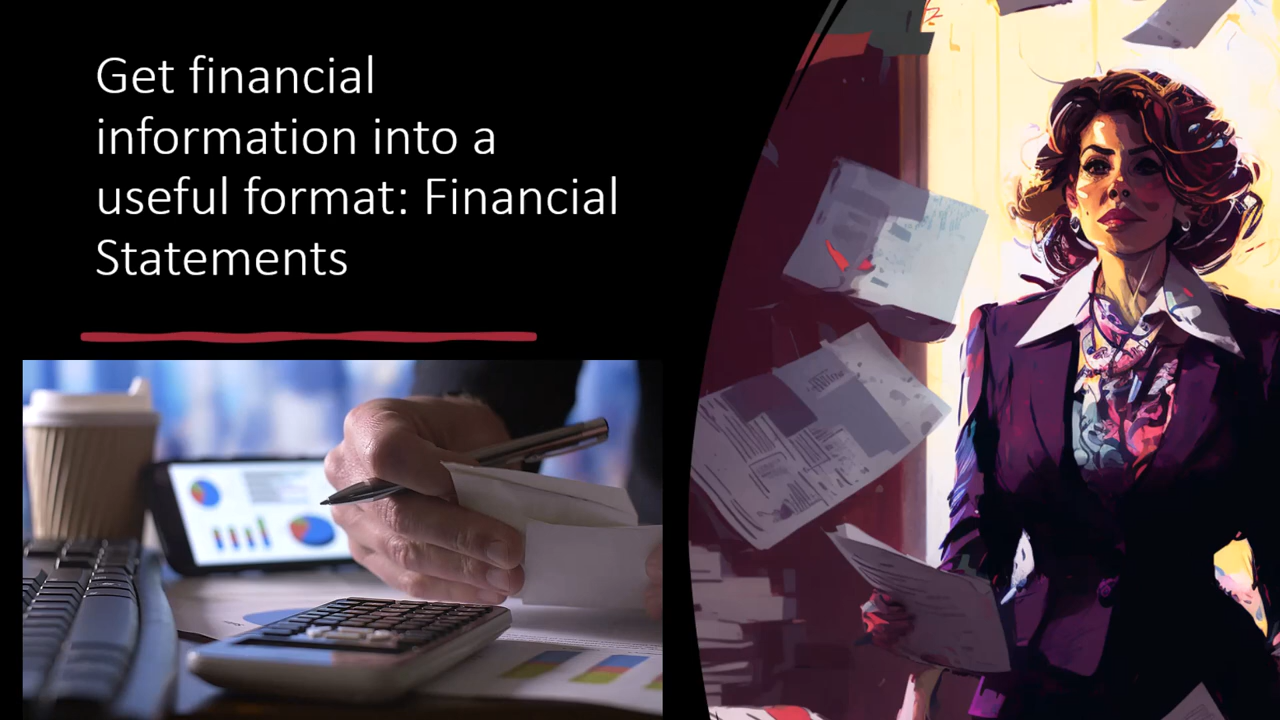 Get financial
information into a
useful format: Financial
Statements